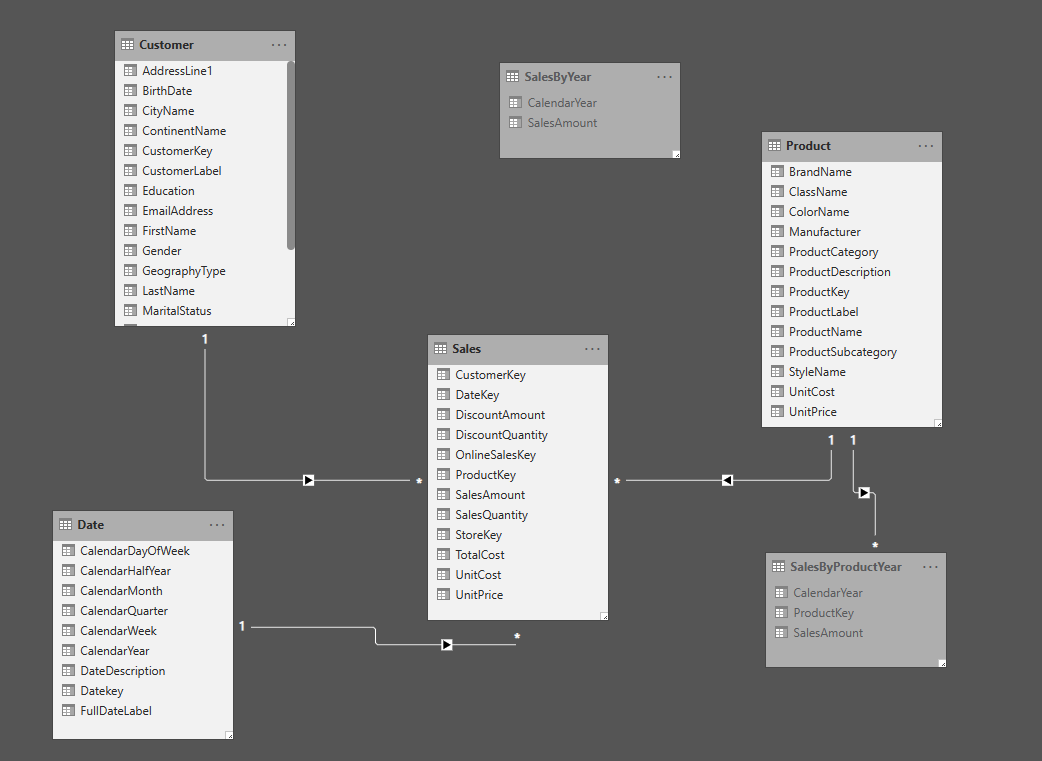 Customer ...
AddressLine1
BirthDate
CityName
ContinentName
CustomerKey
CustomerLabel
Education
EmailAddress
FirstName
Gender
GeographyType
LastName
MaritalStatus
1
SalesByYear ...
CalendarYear
SalesAmount
Product ...
BrandName
ClassName
ColorName
Manufacturer
ProductCategory
ProductDescription
ProductKey
ProductLabel
ProductName
ProductSubcategory
StyleName
UnitCost
UnitPrice
1 1
Sales ...
CustomerKey
DateKey
DiscountAmount
DiscountQuantity
OnlineSalesKey
ProductKey
SalesAmount
SalesQuantity
StoreKey
TotalCost
UnitCost
UnitPrice
* *
Date ...
CalendarDayOfWeek
CalendarHalfYear
CalendarMonth
CalendarQuarter
CalendarWeek
CalendarYear
DateDescription
Datekey
FullDateLabel
1 *
*
SalesByProductYear ...
CalendarYear
ProductKey
SalesAmount